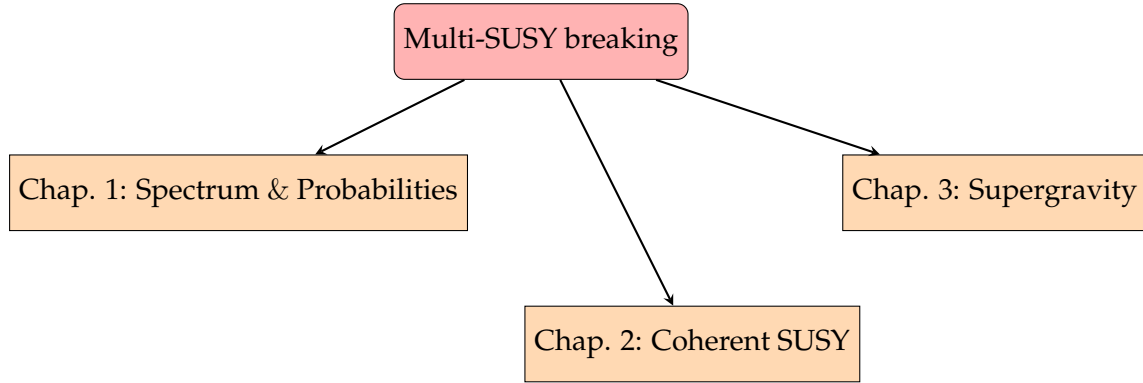 Multi-SUSY breaking
Chap. 1: Spectrum & Probabilities
Chap. 3: Supergravity
Chap. 2: Coherent SUSY